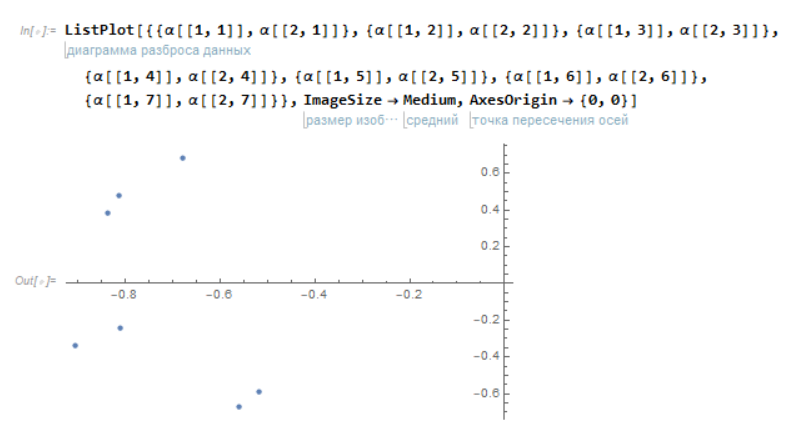 In[•]:= ListPlot[{{α[[1, 1]], α[[2, 1]]}, {α[[1, 2]], α[[2, 2]]}, {α[[1, 3]], α[[2, 3]]},
диаграмма разброса данных
{α[[1, 4]], α[[2, 4]]}, {α[[1, 5]], α[[2, 5]]}, {α[[1, 6]], α[[2, 6]]},
{α[[1, 7]], α[[2, 7]]}}, ImageSize → Medium, AxesOrigin → {0, 0}]
размер изоб⋯ средний точка пересечения осей
0.6
0.4
0.2
Out[•]=
-0.8 -0.6 -0.4 -0.2
-0.2
-0.4
-0.6